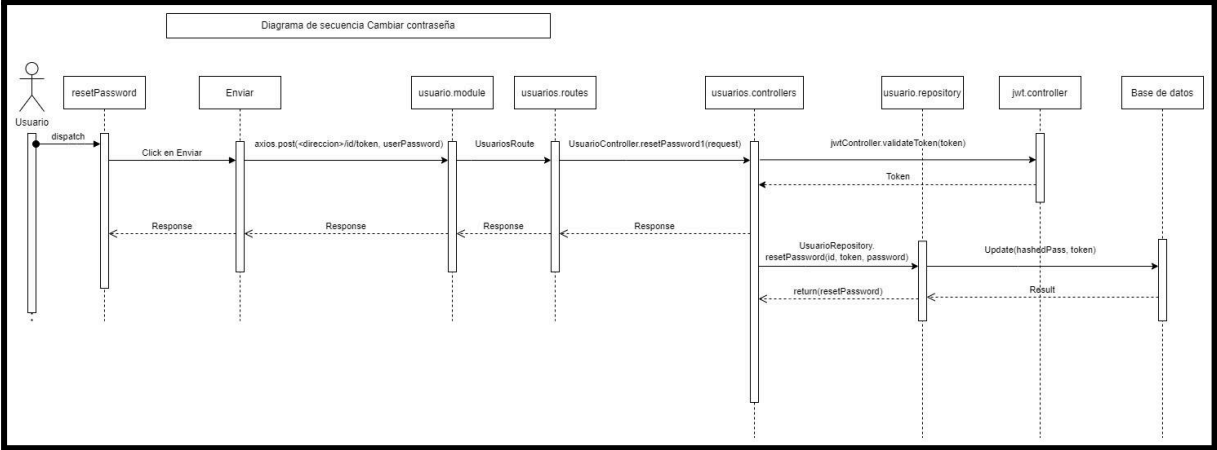 Diagrama de secuencia Cambiar contraseña
resetPassword
Enviar
usuario.module
usuarios.routes
usuarios.controllers
usuario.repository
jwt.controller
Base de datos
Usuario
dispatch
Click en Enviar
axios.post(<direccion>/id/token, userPassword)
UsuariosRoute
UsuarioController.resetPassword1(request)
jwtController.validateToken(token)
Token
Response
Response
Response
Response
UsuarioRepository.
resetPassword(id, token, password)
Update(hashedPass, token)
return(resetPassword)
Result